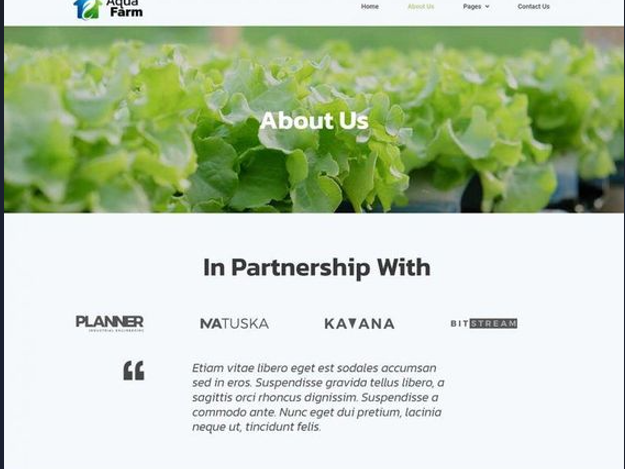 Aqua
Farm
Home
About Us
Pages
Contact Us
About Us
In Partnership With
PLANNER
INDUSTRIAL ENGINEERING
NATUSKA
KAVANA
BITSTREAM
“
Etiam vitae libero eget est sodales accumsan
sed in eros. Suspendisse gravida tellus libero, a
sagittis orci rhoncus dignissim. Suspendisse a
commodo ante. Nunc eget dui pretium, lacinia
neque ut, tincidunt felis.